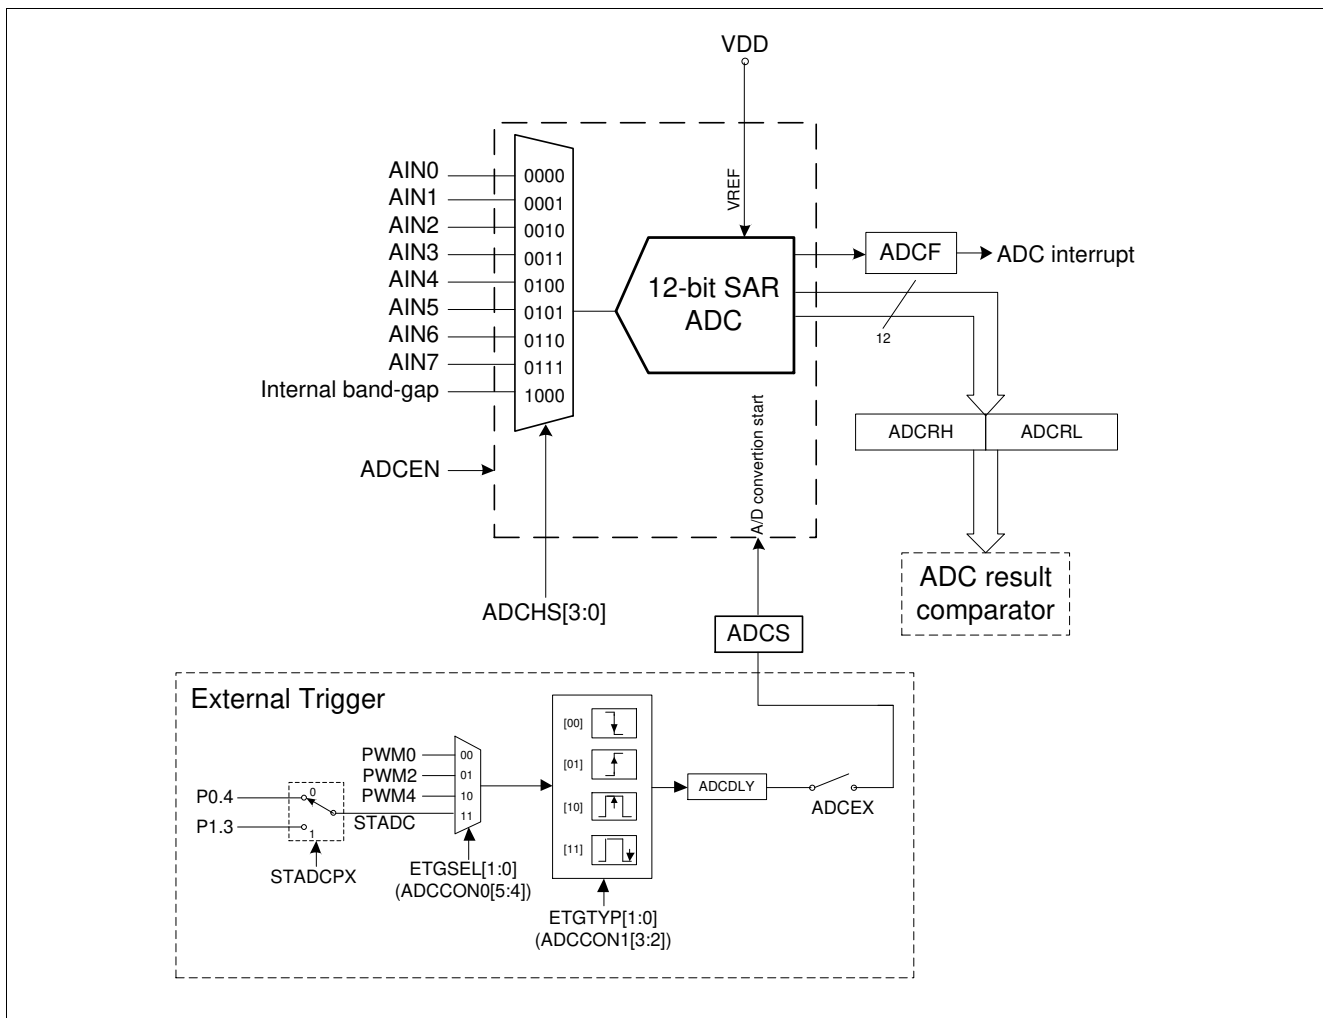 VDD
VREF
AIN0
AIN1
AIN2
AIN3
AIN4
AIN5
AIN6
AIN7
Internal band-gap
0000
0001
0010
0011
0100
0101
0110
0111
1000
12-bit SAR
ADC
ADCF
ADC interrupt
12
ADCRH
ADCRL
ADC result
comparator
ADCEN
A/D convertion start
ADCHS[3:0]
ADCS
External Trigger
P0.4
P1.3
0
1
STADCPX
STADC
PWM0
PWM2
PWM4
00
01
10
11
ETGSEL[1:0]
(ADCCON0[5:4])
[00]
[01]
[10]
[11]
ETGTYP[1:0]
(ADCCON1[3:2])
ADCDLY
ADCEX